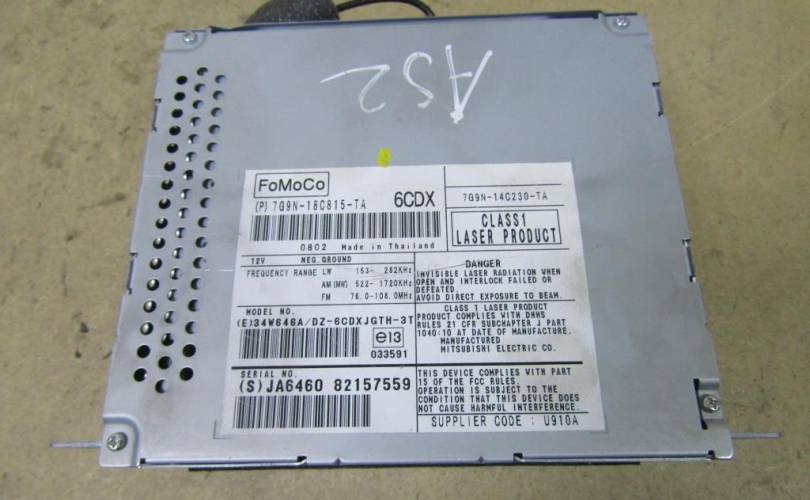 AS2
FoMoCo
(P) 7G9N-18C815-TA
6CDX
7G9N-14C230-TA
0802 Made in Thailand
CLASS1
LASER PRODUCT
12V NEG.GROUND
FREQUENCY RANGE LW 153- 282KHz
AM(MW) 522- 1720KHz
FM 76.0-108.0MHz
DANGER
INVISIBLE LASER RADIATION WHEN
OPEN AND INTERLOCK FAILED OR
DEFEATED.
AVOID DIRECT EXPOSURE TO BEAM.
MODEL NO.
(E)34W646A/DZ-6CDXJGTH-3T
e13
033591
CLASS 1 LASER PRODUCT
PRODUCT COMPLIES WITH DHHS
RULES 21 CFR SUBCHAPTER J PART
1040:10 AT DATE OF MANUFACTURE.
MANUFACTURED
MITSUBISHI ELECTRIC CO.
SERIAL NO.
(S)JA6460 82157559
THIS DEVICE COMPLIES WITH PART
15 OF THE FCC RULES.
OPERATION IS SUBJECT TO THE
CONDITION THAT THIS DEVICE DOES
NOT CAUSE HARMFUL INTERFERENCE.
SUPPLIER CODE : U910A